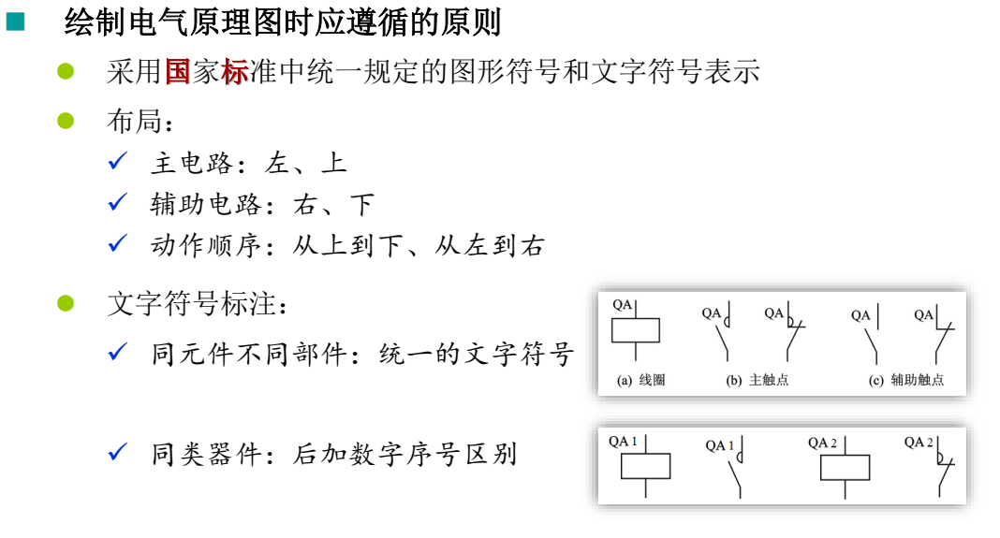 绘制电气原理图时应遵循的原则
采用国家标准中统一规定的图形符号和文字符号表示
布局：
主电路：左、上
辅助电路：右、下
动作顺序：从上到下、从左到右
文字符号标注：
同元件不同部件：统一的文字符号
QA QA QA QA QA
(a) 线圈 (b) 主触点 (c) 辅助触点
同类器件：后加数字序号区别
QA 1 QA 1 QA 2 QA 2